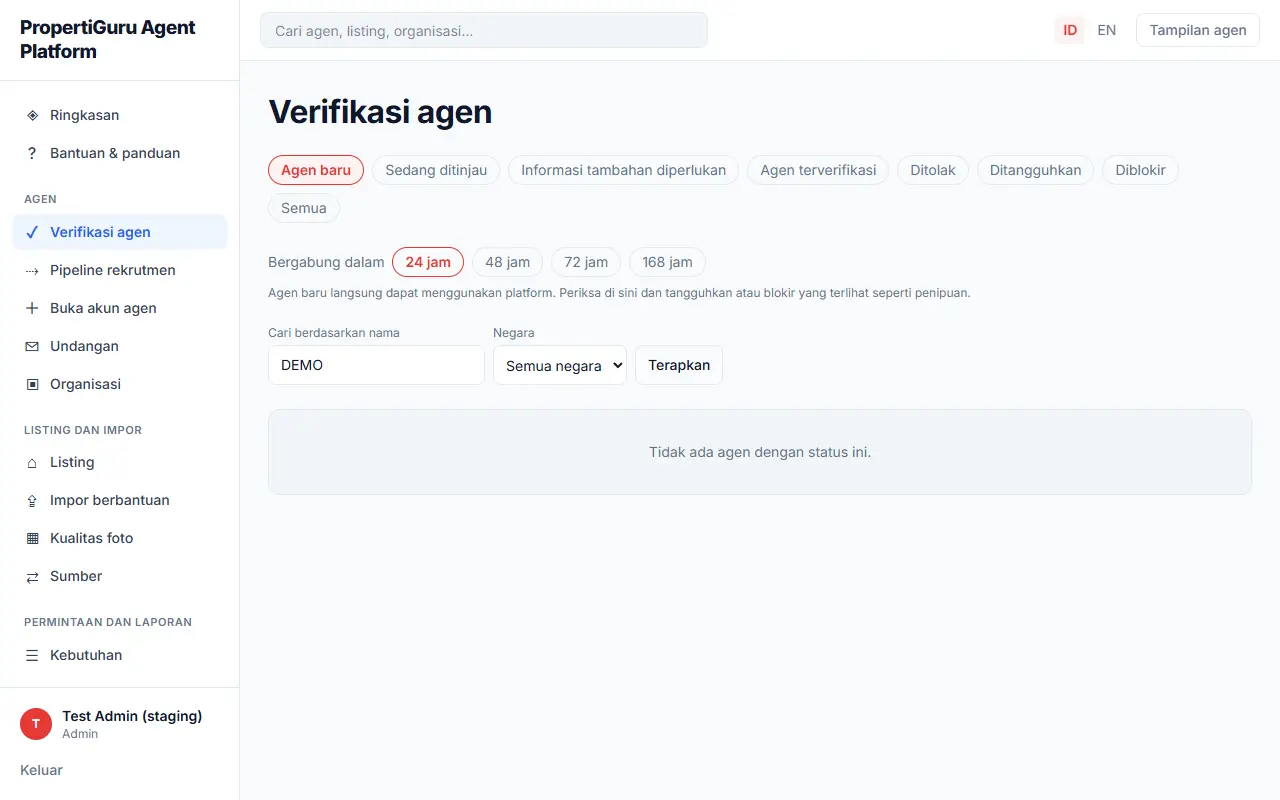 PropertiGuru Agent
Platform
Cari agen, listing, organisasi...
ID
EN
Tampilan agen
Ringkasan
? Bantuan & panduan
AGEN
Verifikasi agen
Pipeline rekrutmen
Buka akun agen
Undangan
Organisasi
LISTING DAN IMPOR
Listing
Impor berbantuan
Kualitas foto
Sumber
PERMINTAAN DAN LAPORAN
Kebutuhan
T
Test Admin (staging)
Admin
Keluar
Verifikasi agen
Agen baru
Sedang ditinjau
Informasi tambahan diperlukan
Agen terverifikasi
Ditolak
Ditangguhkan
Diblokir
Semua
Bergabung dalam
24 jam
48 jam
72 jam
168 jam
Agen baru langsung dapat menggunakan platform. Periksa di sini dan tangguhkan atau blokir yang terlihat seperti penipuan.
Cari berdasarkan nama
Negara
DEMO
Semua negara
Terapkan
Tidak ada agen dengan status ini.